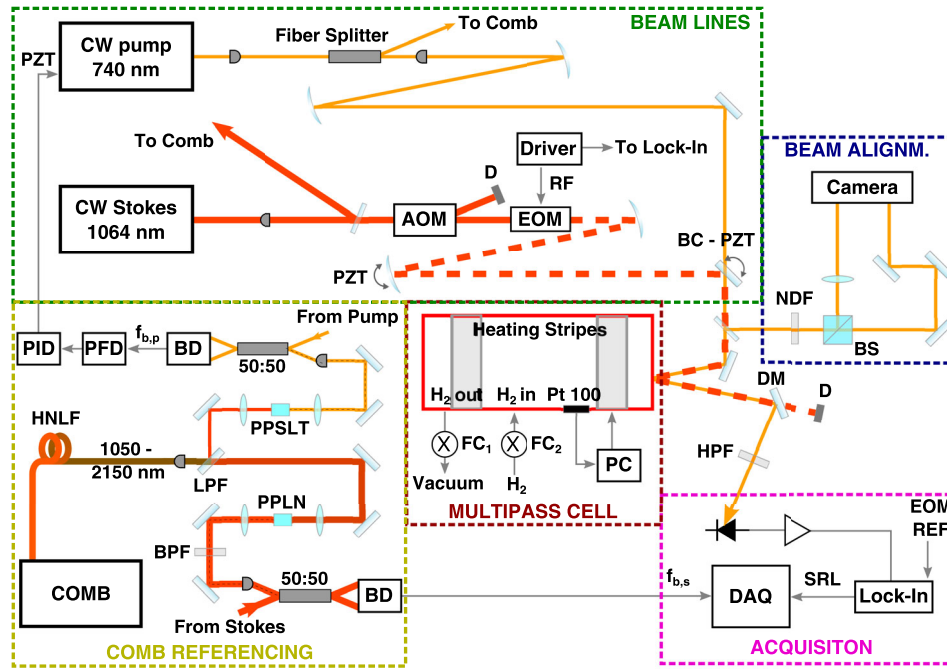 BEAM LINES
To Comb
Fiber Splitter
CW pump
740 nm
PZT
To Comb
Driver
To Lock-In
RF
D
CW Stokes
1064 nm
AOM
EOM
BC - PZT
PZT
BEAM ALIGNM.
Camera
NDF
BS
From Pump
PID
PFD
f_b,p
BD
50:50
HNLF
PPSLT
1050 -
2150 nm
LPF
PPLN
BPF
COMB
50:50
BD
From Stokes
COMB REFERENCING
Heating Stripes
H2 out
H2 in
Pt 100
FC1
FC2
PC
Vacuum
H2
MULTIPASS CELL
DM
D
HPF
EOM
REF
f_b,s
DAQ
SRL
Lock-In
ACQUISITON